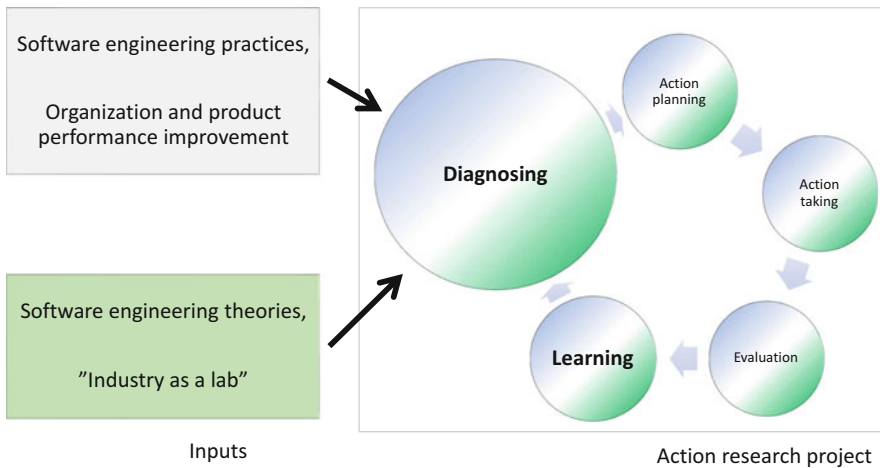 Software engineering practices,
Organization and product
performance improvement
Software engineering theories,
”Industry as a lab”
Inputs
Diagnosing
Action
planning
Action
taking
Evaluation
Learning
Action research project